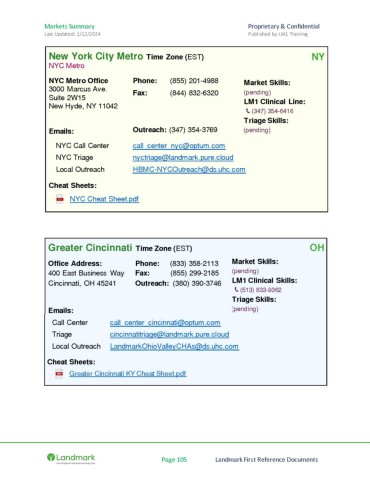 Markets Summary Proprietary & Confidential
Last Updated: 1/12/2024 Published by LM1 Training
New York City Metro Time Zone (EST) NY
NYC Metro
NYC Metro Office Phone: (855) 201-4988 Market Skills:
3000 Marcus Ave. Fax: (844) 832-6320 (pending)
Suite 2W15 LM1 Clinical Line:
New Hyde, NY 11042 (347) 354-6416
Triage Skills:
Emails: Outreach: (347) 354-3769 (pending)
NYC Call Center call_center_nyc@optum.com
NYC Triage nyctriage@landmark.pure.cloud
Local Outreach HBMC-NYCOutreach@ds.uhc.com
Cheat Sheets:
NYC Cheat Sheet.pdf
Greater Cincinnati Time Zone (EST) OH
Office Address: Phone: (833) 358-2113 Market Skills:
400 East Business Way Fax: (855) 299-2185 (pending)
Cincinnati, OH 45241 Outreach: (380) 390-3746 LM1 Clinical Skills:
(513) 833-9362
Triage Skills:
Emails: (pending)
Call Center call_center_cincinnati@optum.com
Triage cincinnatitriage@landmark.pure.cloud
Local Outreach LandmarkOhioValleyCHAs@ds.uhc.com
Cheat Sheets:
Greater Cincinnati KY Cheat Sheet.pdf
Landmark Page 105 Landmark First Reference Documents